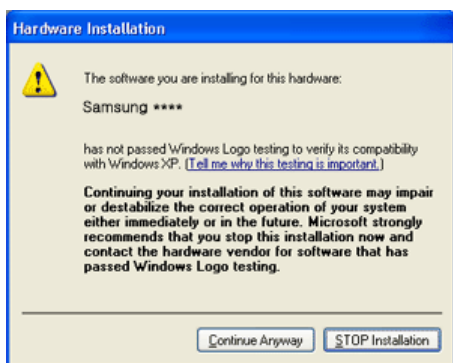 Hardware Installation
The software you are installing for this hardware:
Samsung ****
has not passed Windows Logo testing to verify its compatibility
with Windows XP. (Tell me why this testing is important.)
Continuing your installation of this software may impair
or destabilize the correct operation of your system
either immediately or in the future. Microsoft strongly
recommends that you stop this installation now and
contact the hardware vendor for software that has
passed Windows Logo testing.
Continue Anyway STOP Installation